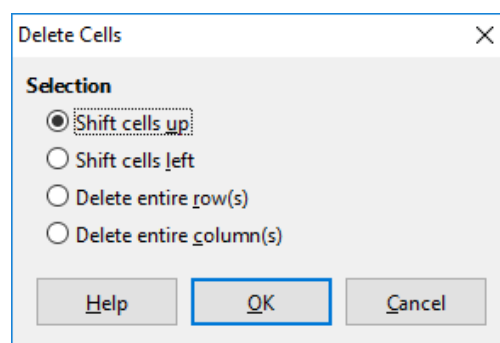 Delete Cells
Selection
Shift cells up
Shift cells left
Delete entire row(s)
Delete entire column(s)
Help OK Cancel